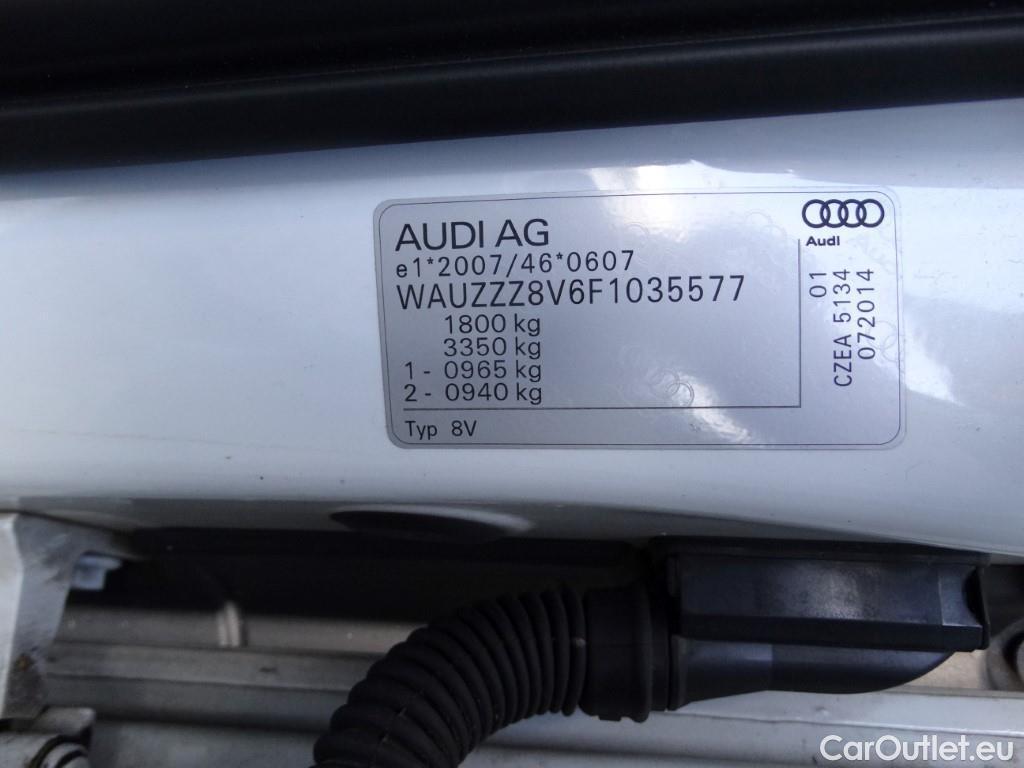 AUDI AG
e1*2007/46*0607
WAUZZZ8V6F1035577
1800 kg
3350 kg
1 - 0965 kg
2 - 0940 kg
Typ 8V
Audi
01
CZEA 5134
072014
CarOutlet.eu